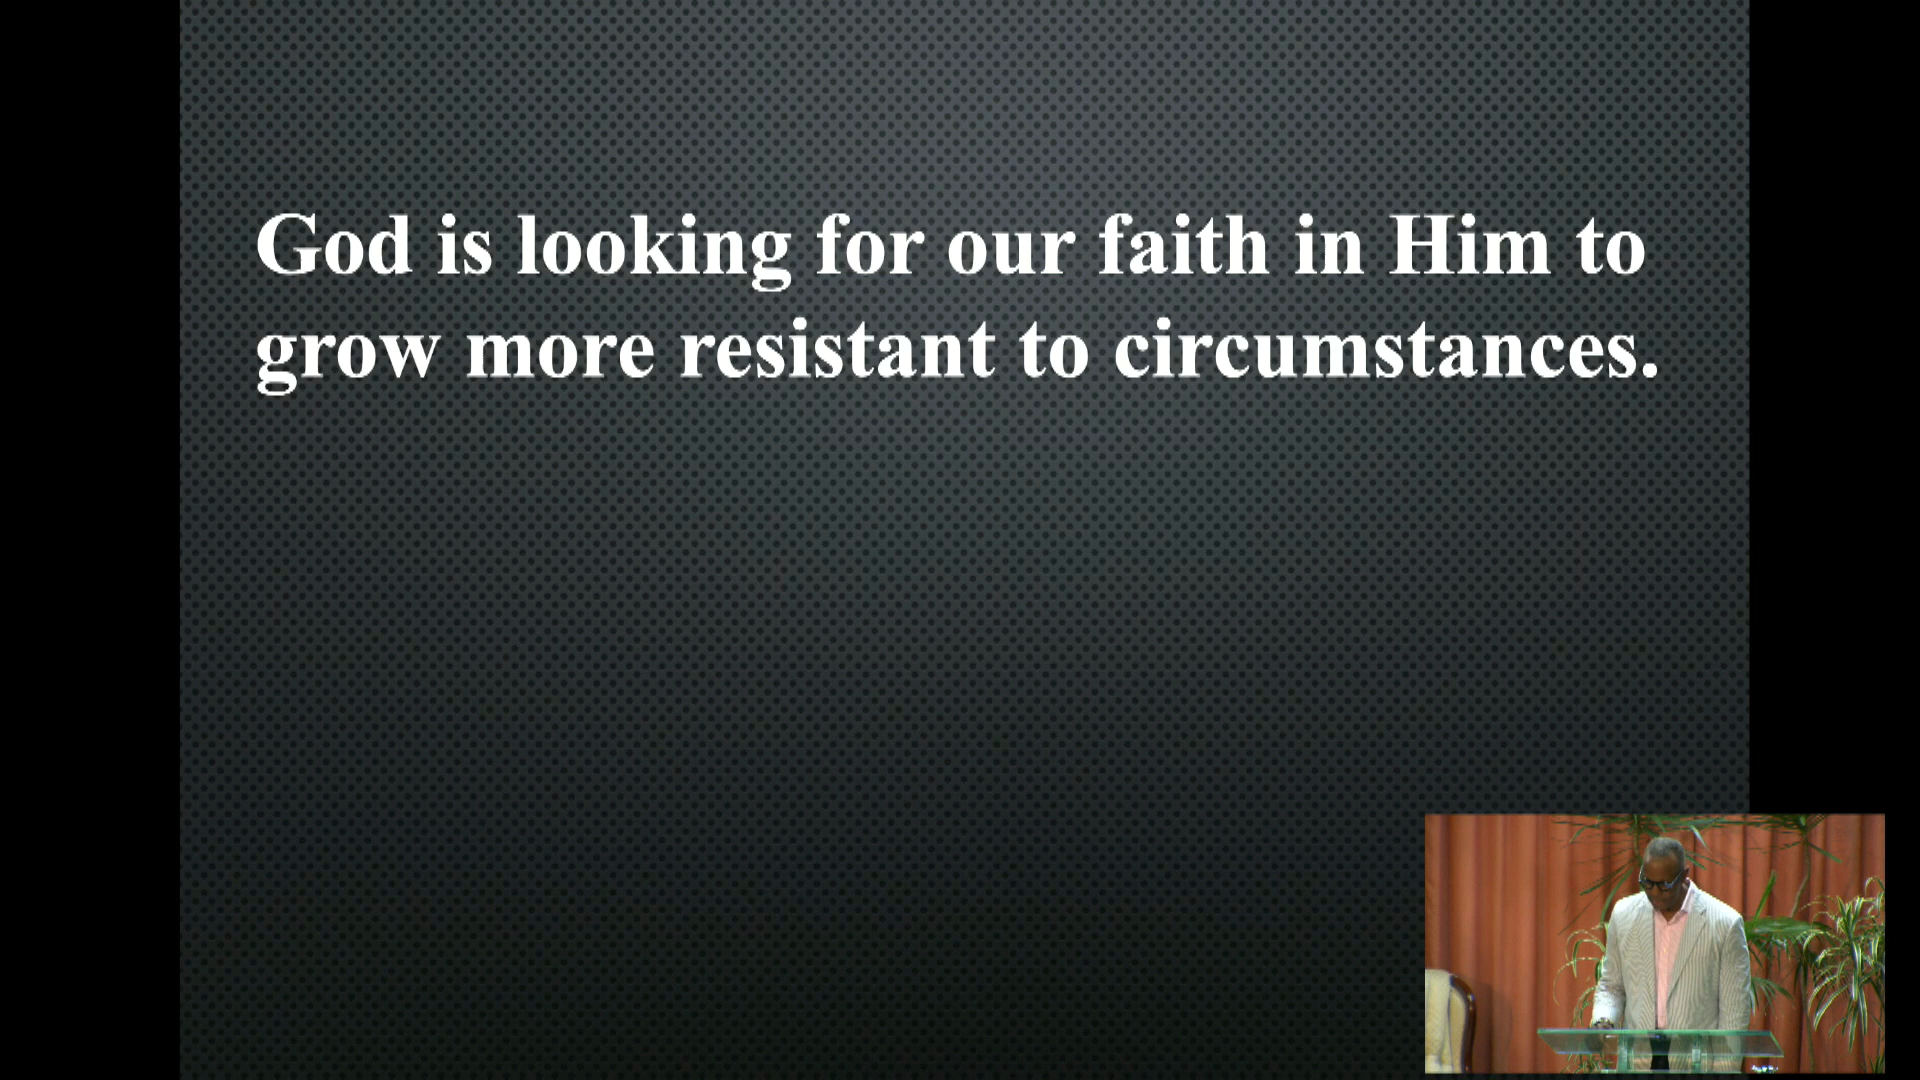 God is looking for our faith in Him to
grow more resistant to circumstances.